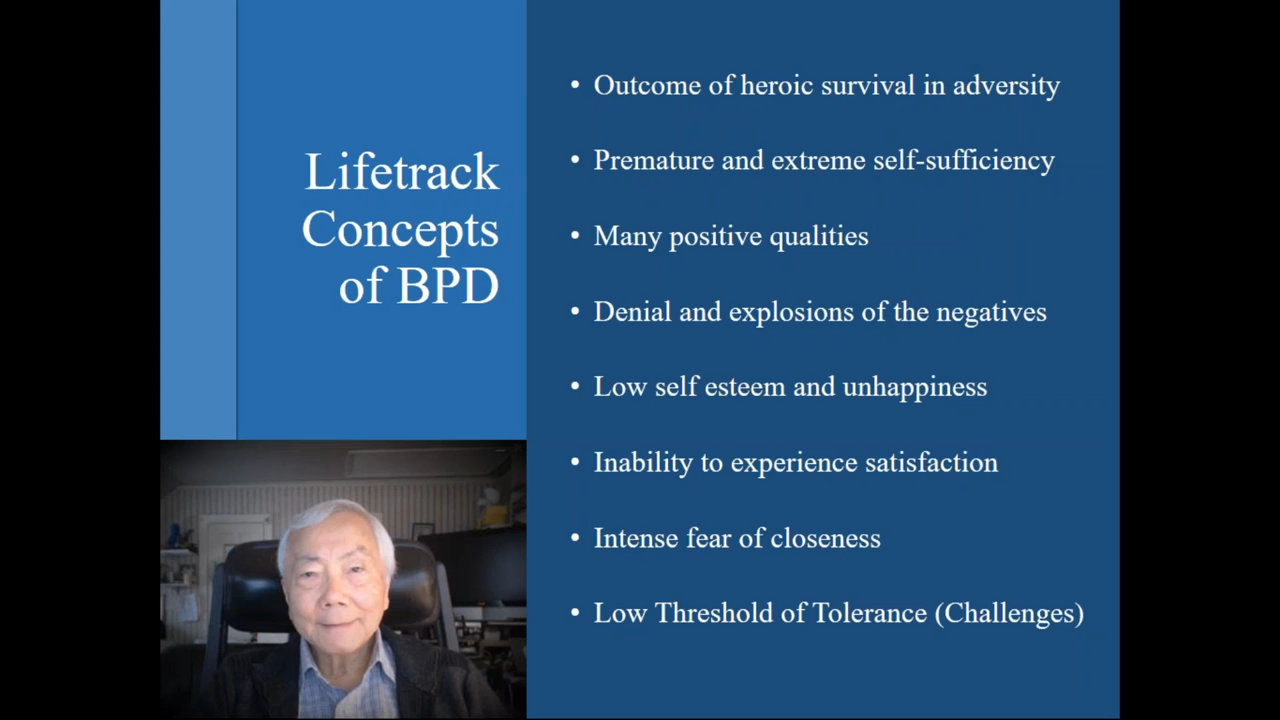 Lifetrack
Concepts
of BPD
• Outcome of heroic survival in adversity
• Premature and extreme self-sufficiency
• Many positive qualities
• Denial and explosions of the negatives
• Low self esteem and unhappiness
• Inability to experience satisfaction
• Intense fear of closeness
• Low Threshold of Tolerance (Challenges)